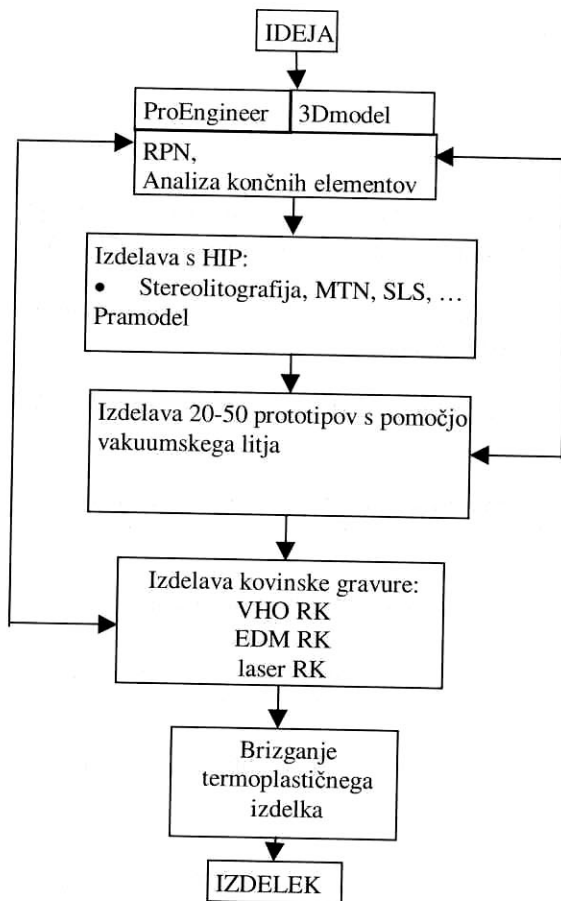 IDEJA
ProEngineer 3Dmodel
RPN,
Analiza končnih elementov
Izdelava s HIP:
• Stereolitografija, MTN, SLS, …
Pramodel
Izdelava 20-50 prototipov s pomočjo
vakuumskega litja
Izdelava kovinske gravure:
VHO RK
EDM RK
laser RK
Brizganje
termoplastičnega
izdelka
IZDELEK